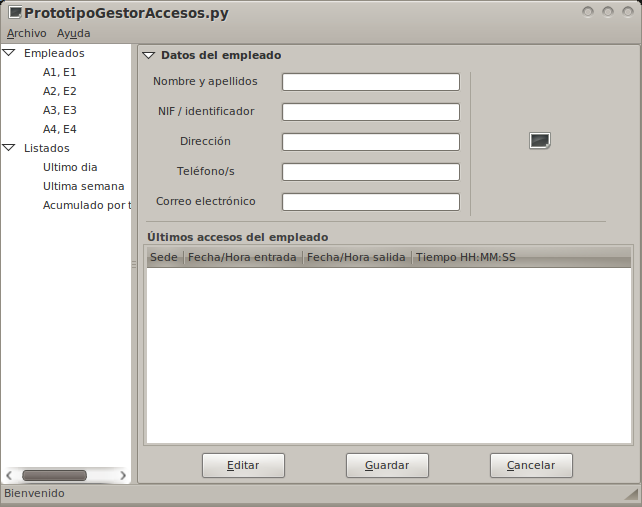 PrototipoGestorAccesos.py
Archivo Ayuda
Empleados
A1, E1
A2, E2
A3, E3
A4, E4
Listados
Ultimo dia
Ultima semana
Acumulado por t
Datos del empleado
Nombre y apellidos
NIF / identificador
Dirección
Teléfono/s
Correo electrónico
Últimos accesos del empleado
Sede Fecha/Hora entrada Fecha/Hora salida Tiempo HH:MM:SS
Editar Guardar Cancelar
Bienvenido